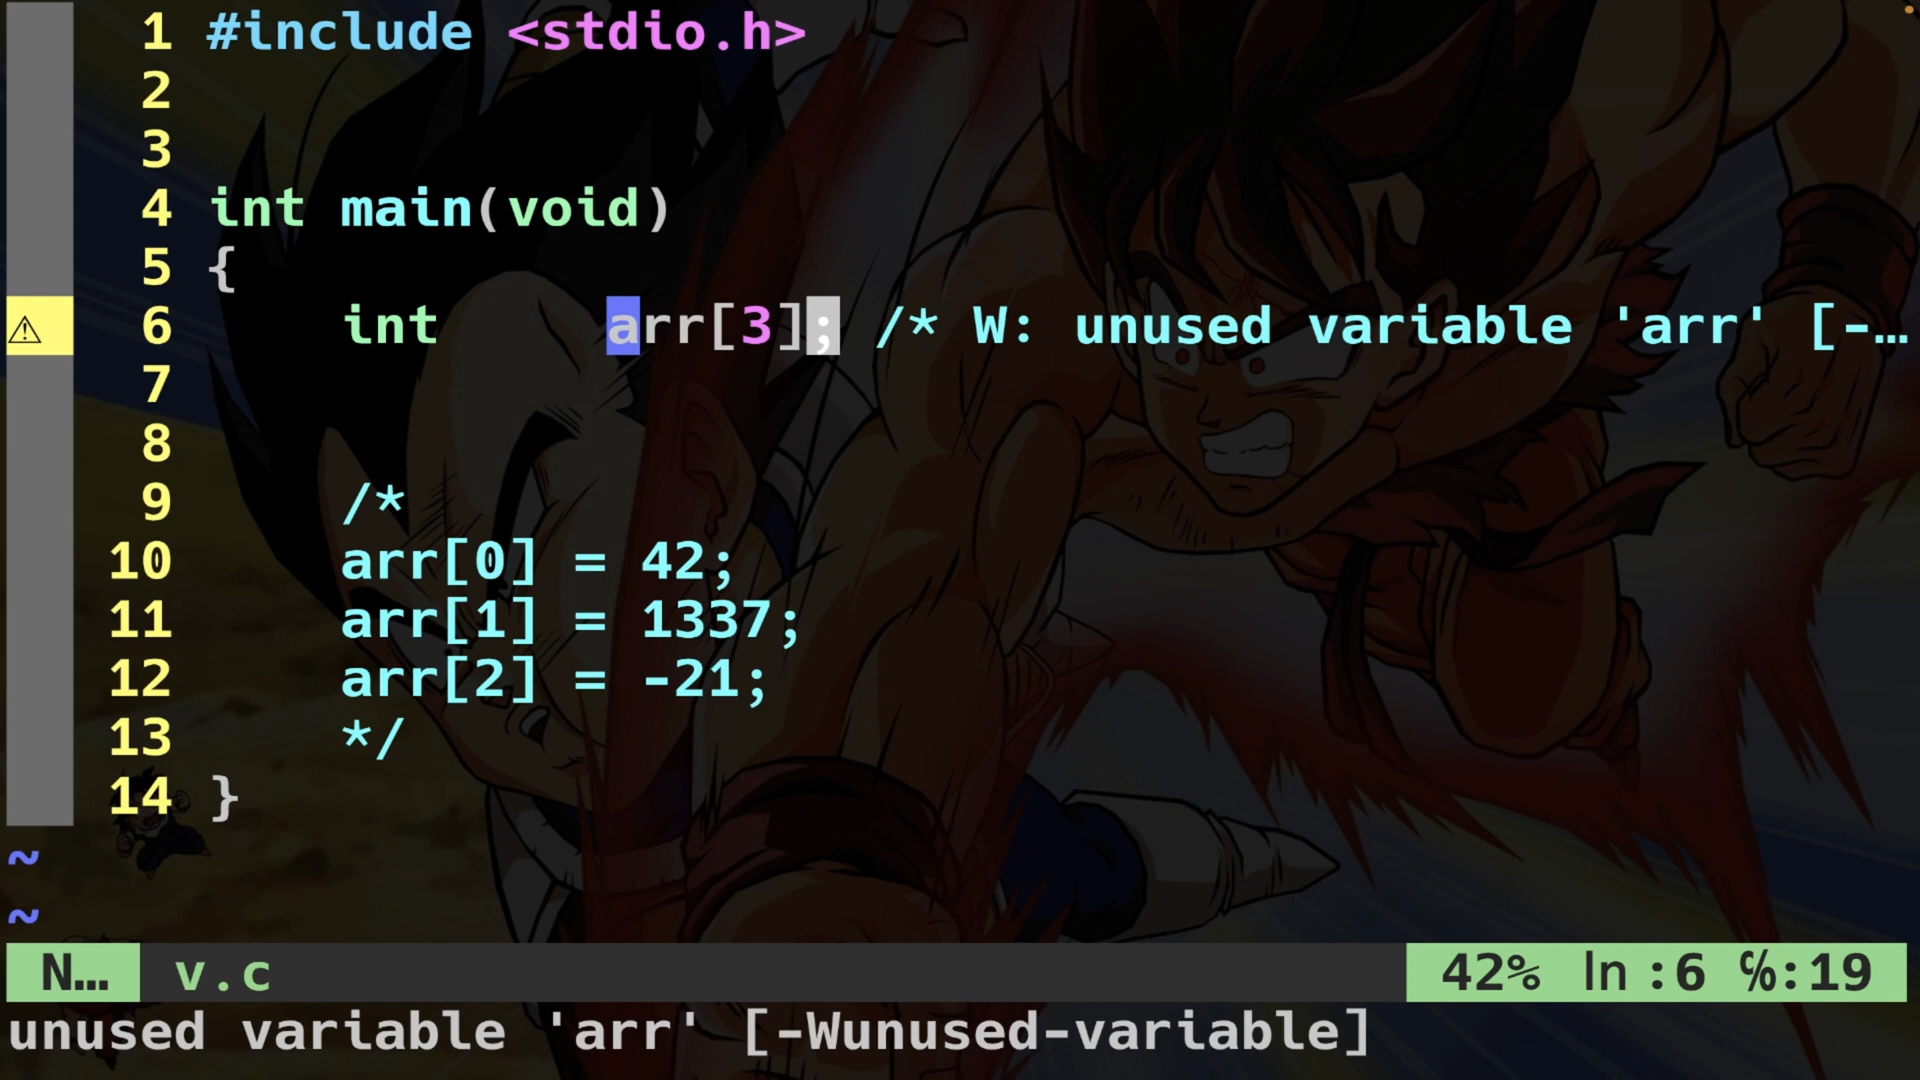 1 #include <stdio.h>
2
3
4 int main(void)
5 {
⚠ 6     int     arr[3]; /* W: unused variable 'arr' [-…
7
8
9     /*
10     arr[0] = 42;
11     arr[1] = 1337;
12     arr[2] = -21;
13     */
14 }
~
~
N… v.c 42% ln :6 ℅:19
unused variable 'arr' [-Wunused-variable]